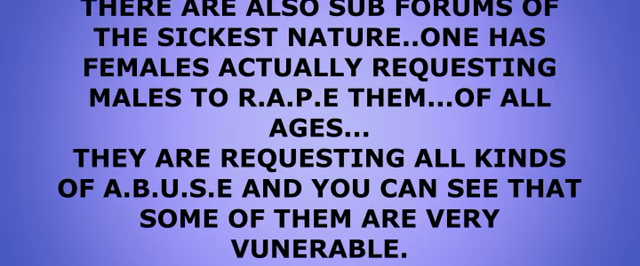 THERE ARE ALSO SUB FORUMS OF
THE SICKEST NATURE..ONE HAS
FEMALES ACTUALLY REQUESTING
MALES TO R.A.P.E THEM...OF ALL
AGES...
THEY ARE REQUESTING ALL KINDS
OF A.B.U.S.E AND YOU CAN SEE THAT
SOME OF THEM ARE VERY
VUNERABLE.